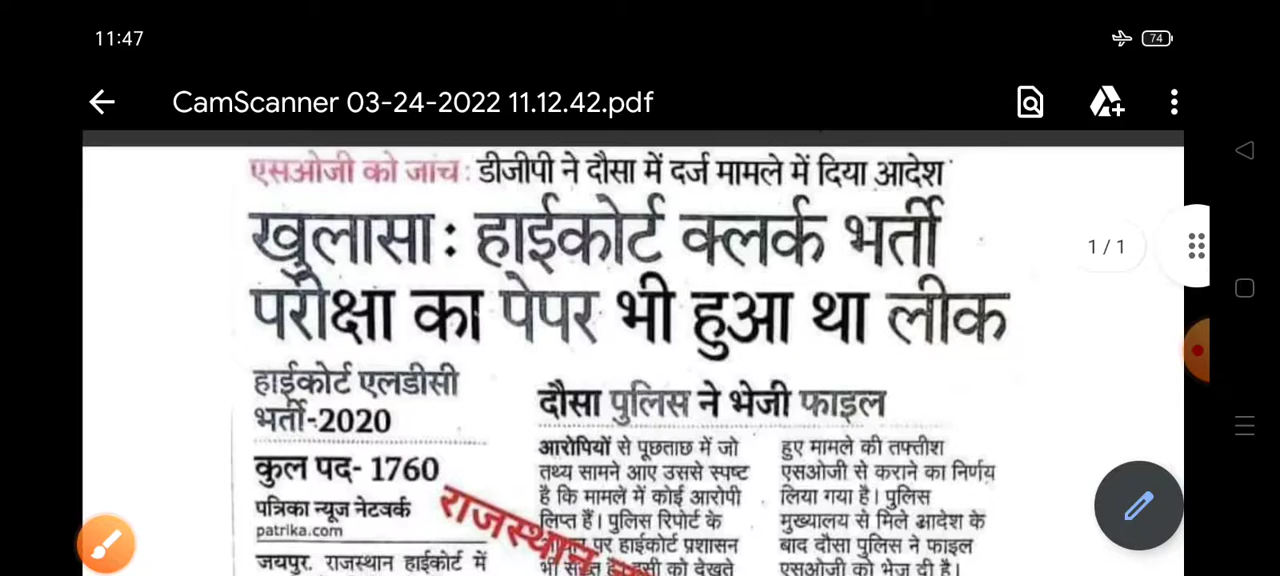 11:47
74
CamScanner 03-24-2022 11.12.42.pdf
एसओजी को जांच : डीजीपी ने दौसा में दर्ज मामले में दिया आदेश
खुलासा : हाईकोर्ट क्लर्क भर्ती
परीक्षा का पेपर भी हुआ था लीक
1 / 1
हाईकोर्ट एलडीसी
भर्ती-2020
कुल पद- 1760
पत्रिका न्यूज नेटवर्क
patrika.com
जयपुर. राजस्थान हाईकोर्ट में
दौसा पुलिस ने भेजी फाइल
आरोपियों से पूछताछ में जो
तथ्य सामने आए उससे स्पष्ट
है कि मामले में कोई आरोपी
लिप्त हैं। पुलिस रिपोर्ट के
पर हाईकोर्ट प्रशासन
भी इसी को देखते
हुए मामले की तफ्तीश
एसओजी से कराने का निर्णय
लिया गया है। पुलिस
मुख्यालय से मिले आदेश के
बाद दौसा पुलिस ने फाइल
एसओजी को भेज दी है।
राजस्थान